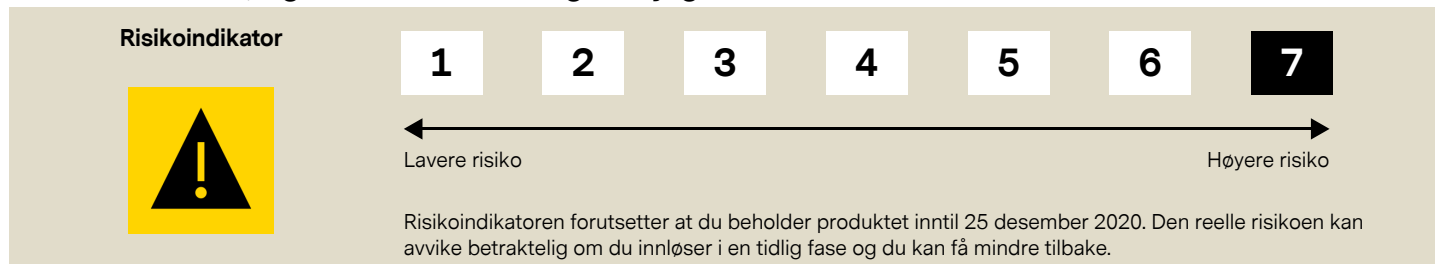 Risikoindikator
1 2 3 4 5 6 7
Lavere risiko Høyere risiko
Risikoindikatoren forutsetter at du beholder produktet inntil 25 desember 2020. Den reelle risikoen kan
avvike betraktelig om du innløser i en tidlig fase og du kan få mindre tilbake.